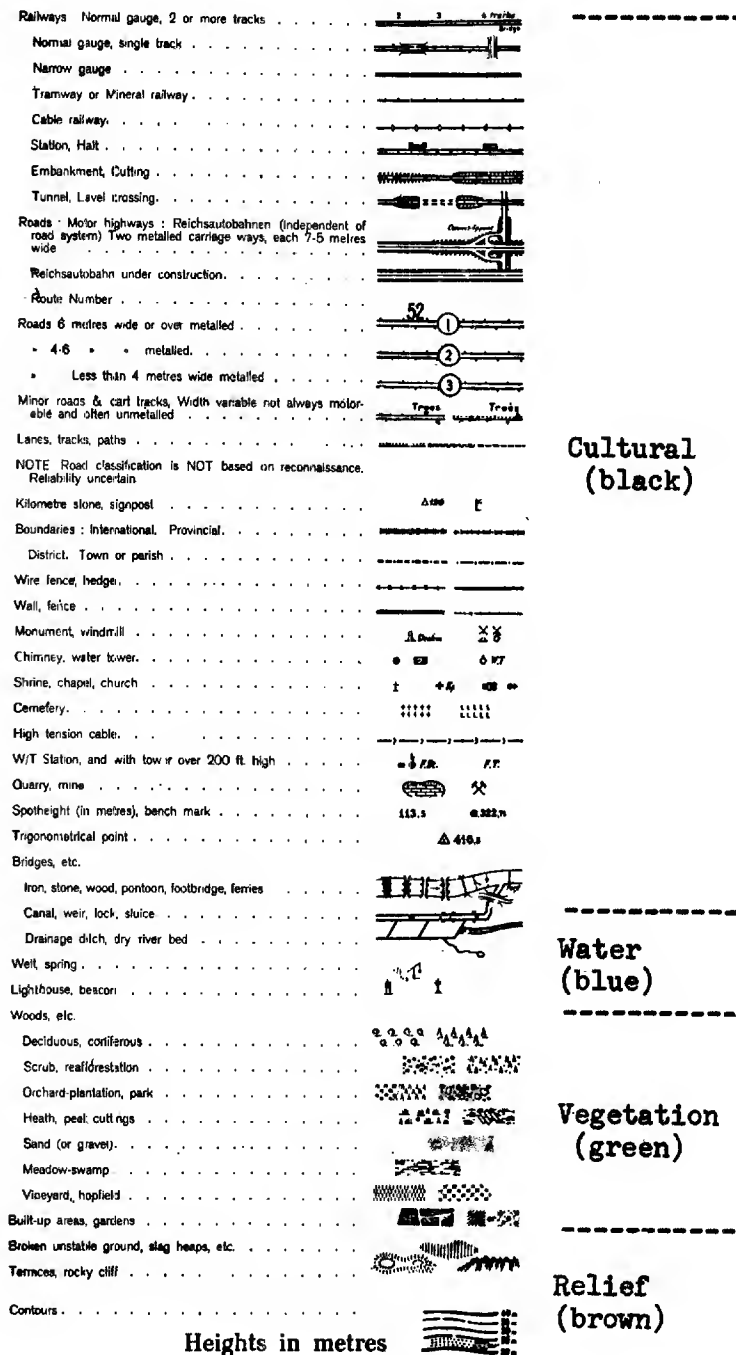 Railways Normal gauge, 2 or more tracks
2 3 4 tracks
Bridge
Normal gauge, single track
Narrow gauge
Tramway or Mineral railway
Cable railway
Station, Halt
Embankment, Cutting
Tunnel, Level crossing
Roads - Motor highways : Reichsautobahnen (independent of
road system) Two metalled carriage ways, each 7-5 metres
wide
Reichsautobahn under construction
Route Number
52
Roads 6 metres wide or over metalled
1
" 4-6 " " metalled
2
" Less than 4 metres wide metalled
3
Minor roads & cart tracks, Width variable not always motor-
able and often unmetalled
Trees Trees
Lanes, tracks, paths
Cultural
(black)
NOTE Road classification is NOT based on reconnaissance.
Reliability uncertain
Kilometre stone, signpost
Boundaries : International. Provincial
District. Town or parish
Wire fence, hedge
Wall, fence
Monument, windmill
Chimney, water tower
W.T
Shrine, chapel, church
Cemetery
High tension cable
W/T Station, and with tower over 200 ft. high
F.T.
Quarry, mine
Spotheight (in metres), bench mark
113.5
Trigonometrical point
Bridges, etc.
Iron, stone, wood, pontoon, footbridge, ferries
Canal, weir, lock, sluice
Drainage ditch, dry river bed
Well, spring
Lighthouse, beacon
Water
(blue)
Woods, etc.
Deciduous, coniferous
Scrub, reafforestation
Orchard-plantation, park
Heath, peat cuttings
Sand (or gravel)
Meadow-swamp
Vineyard, hopfield
Vegetation
(green)
Built-up areas, gardens
or
Broken unstable ground, slag heaps, etc.
Terraces, rocky cliff
Contours
Relief
(brown)
Heights in metres